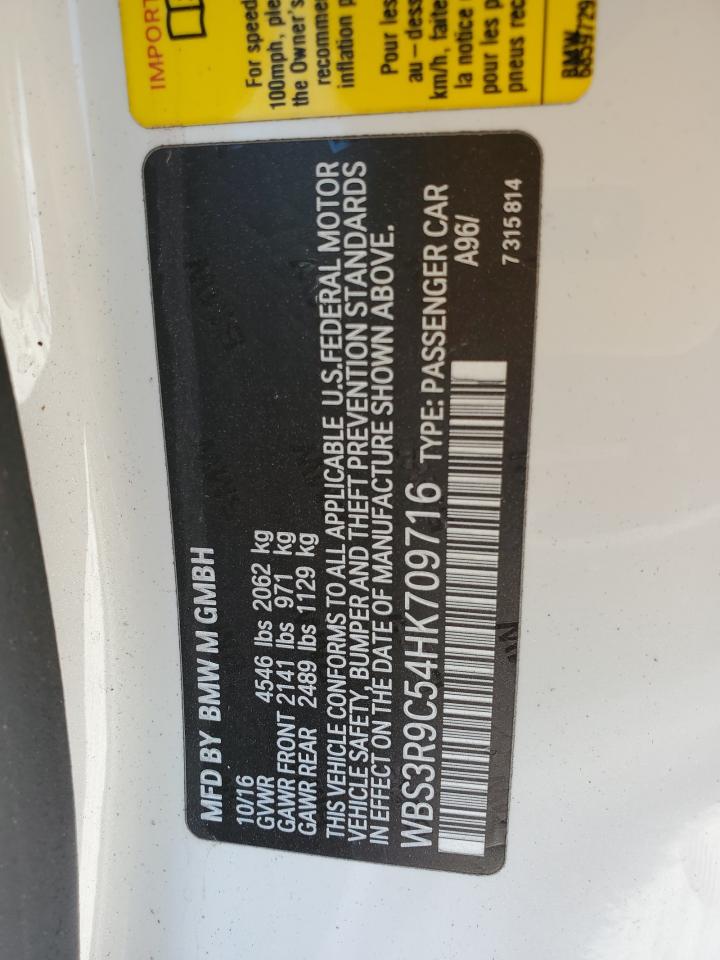 IMPORT
For speed
100mph, ple
the Owner's
recomme
inflation p
Pour les
au-dess
km/h, faite
la notice
pour les p
pneus rec
BMW
MFD BY BMW M GMBH
10/16
GVWR 4546 lbs 2062 kg
GAWR FRONT 2141 lbs 971 kg
GAWR REAR 2489 lbs 1129 kg
THIS VEHICLE CONFORMS TO ALL APPLICABLE U.S.FEDERAL MOTOR
VEHICLE SAFETY, BUMPER AND THEFT PREVENTION STANDARDS
IN EFFECT ON THE DATE OF MANUFACTURE SHOWN ABOVE.
WBS3R9C54HK709716 TYPE: PASSENGER CAR
A96/
7 315 814